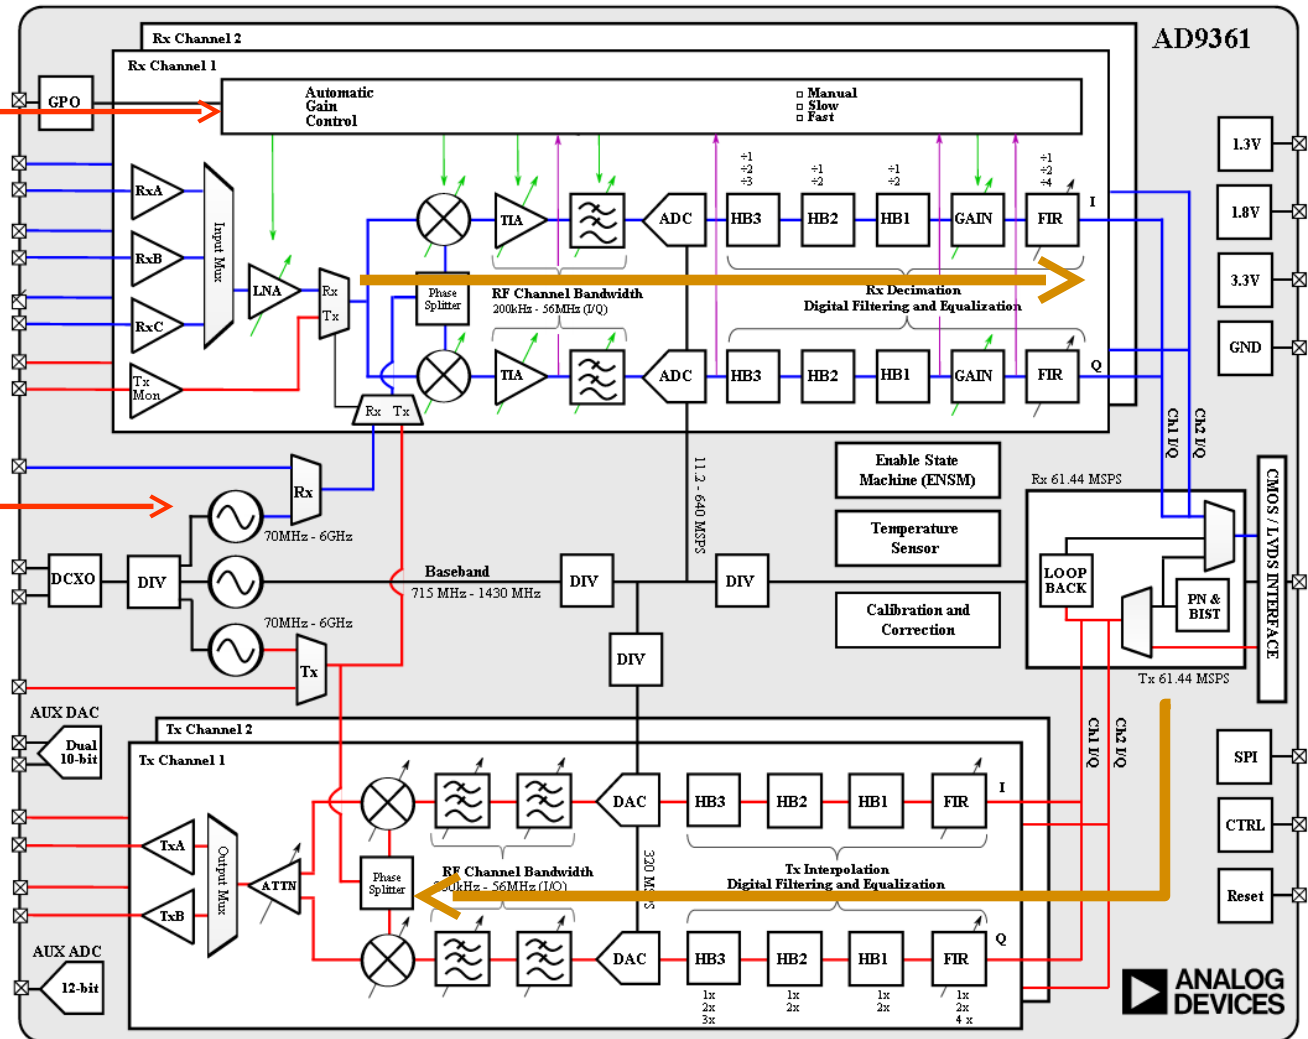 AD9361
Rx Channel 2
Rx Channel 1
GPO
Automatic
Gain
Control
Manual
Slow
Fast
1.3V
1.8V
3.3V
GND
÷1
÷2
÷3
÷1
÷2
÷1
÷2
÷1
÷2
÷4
RxA
RxB
RxC
Tx
Mon
Input Mux
LNA
Rx
Tx
Phase
Splitter
TIA
ADC
HB3
HB2
HB1
GAIN
FIR
I
RF Channel Bandwidth
200kHz - 56MHz (I/Q)
Rx Decimation
Digital Filtering and Equalization
TIA
ADC
HB3
HB2
HB1
GAIN
FIR
Q
Rx Tx
Ch1 I/Q
Ch2 I/Q
Rx
70MHz - 6GHz
DCXO
DIV
Baseband
715 MHz - 1430 MHz
DIV
11.2 - 640 MSPS
DIV
DIV
70MHz - 6GHz
Tx
Enable State
Machine (ENSM)
Temperature
Sensor
Calibration and
Correction
Rx 61.44 MSPS
LOOP
BACK
PN &
BIST
Tx 61.44 MSPS
CMOS / LVDS INTERFACE
AUX DAC
Dual
10-bit
Tx Channel 2
Tx Channel 1
Ch1 I/Q
Ch2 I/Q
SPI
CTRL
Reset
TxA
TxB
Output Mux
ATTN
Phase
Splitter
DAC
HB3
HB2
HB1
FIR
I
RF Channel Bandwidth
- 56MHz (I/Q)
320
Tx Interpolation
Digital Filtering and Equalization
DAC
HB3
HB2
HB1
FIR
Q
1x
2x
3x
1x
2x
1x
2x
1x
2x
4 x
AUX ADC
12-bit
ANALOG
DEVICES